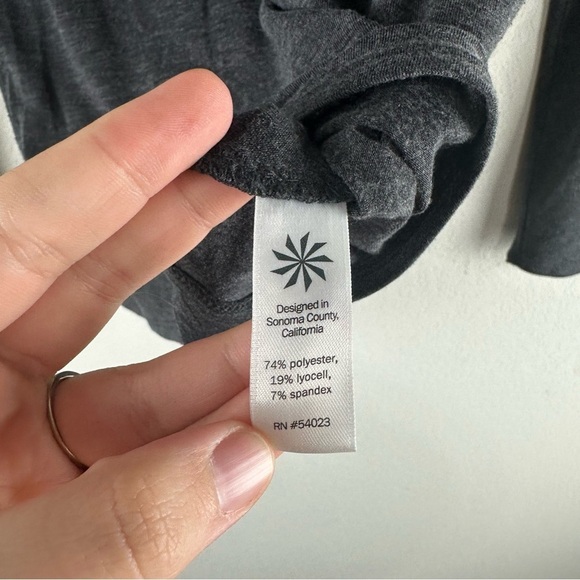 Designed in
Sonoma County,
California
74% polyester,
19% lyocell,
7% spandex
RN #54023